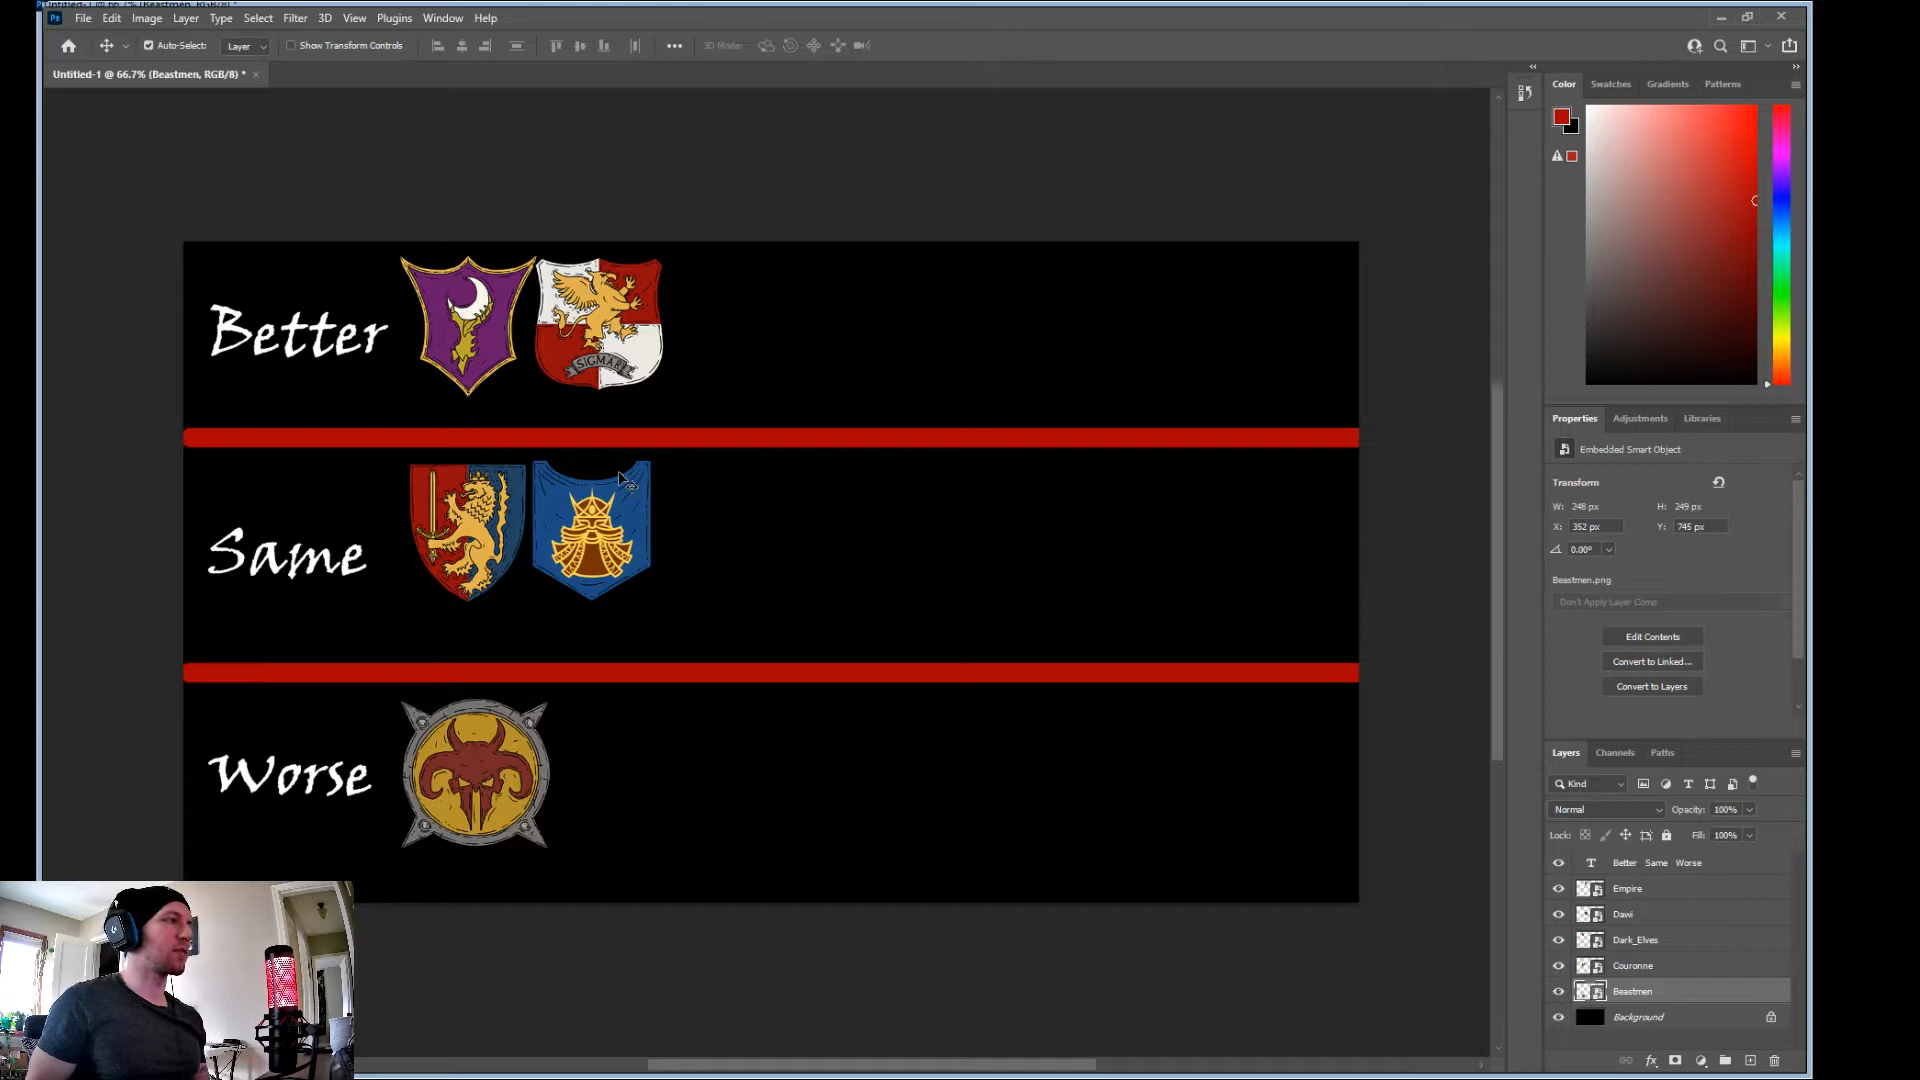 Ps File Edit Image Layer Type Select Filter 3D View Plugins Window Help
Auto-Select: Layer Show Transform Controls 3D Mode:
Untitled-1 @ 66.7% (Beastmen, RGB/8) *
Color Swatches Gradients Patterns
Better
SIGMAR
Same
Worse
Properties Adjustments Libraries
Embedded Smart Object
Transform
W: 248 px H: 249 px
X: 352 px Y: 745 px
0.00°
Beastmen.png
Don't Apply Layer Comp
Edit Contents
Convert to Linked...
Convert to Layers
Layers Channels Paths
Kind
Normal Opacity: 100%
Lock: Fill: 100%
T Better Same Worse
Empire
Dawi
Dark_Elves
Couronne
Beastmen
Background
fx